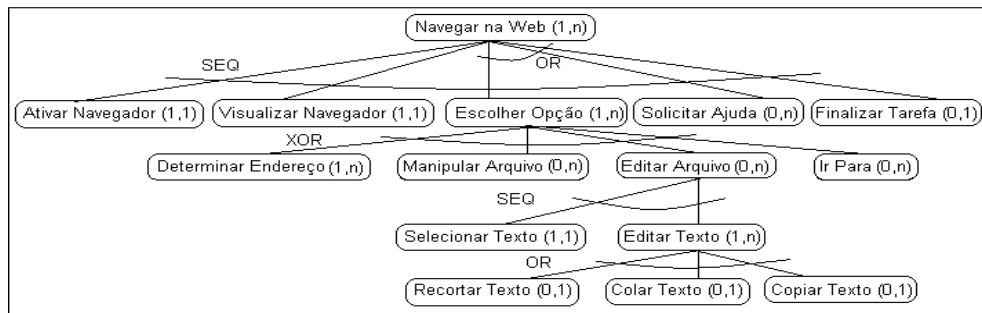 Navegar na Web (1,n)
SEQ
OR
Ativar Navegador (1,1)
Visualizar Navegador (1,1)
Escolher Opção (1,n)
Solicitar Ajuda (0,n)
Finalizar Tarefa (0,1)
XOR
Determinar Endereço (1,n)
Manipular Arquivo (0,n)
Editar Arquivo (0,n)
Ir Para (0,n)
SEQ
Selecionar Texto (1,1)
Editar Texto (1,n)
OR
Recortar Texto (0,1)
Colar Texto (0,1)
Copiar Texto (0,1)